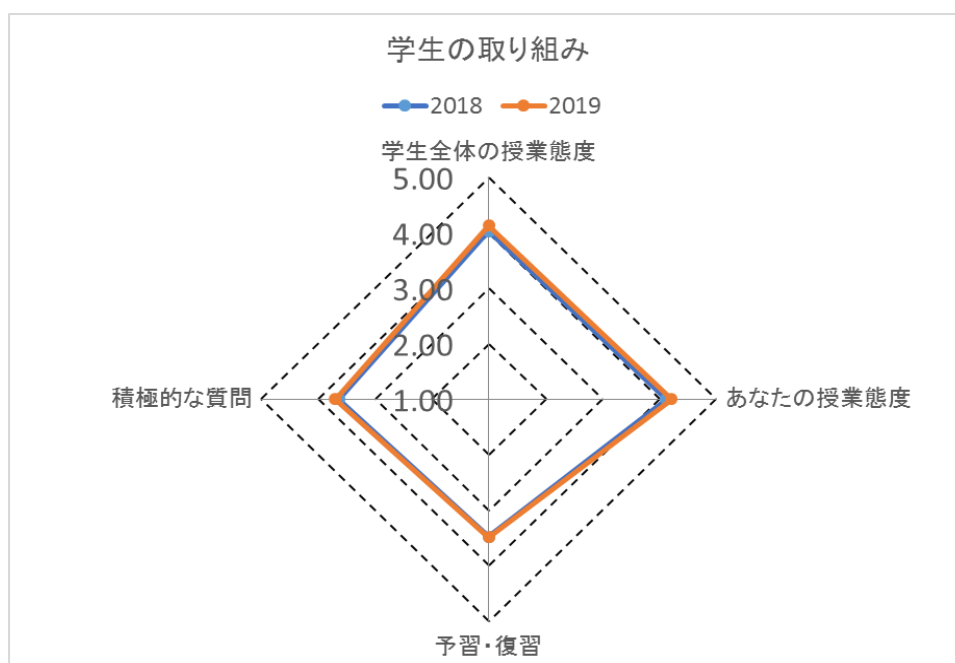 学生の取り組み
2018 2019
学生全体の授業態度
5.00
4.00
3.00
2.00
積極的な質問 1.00 あなたの授業態度
予習・復習